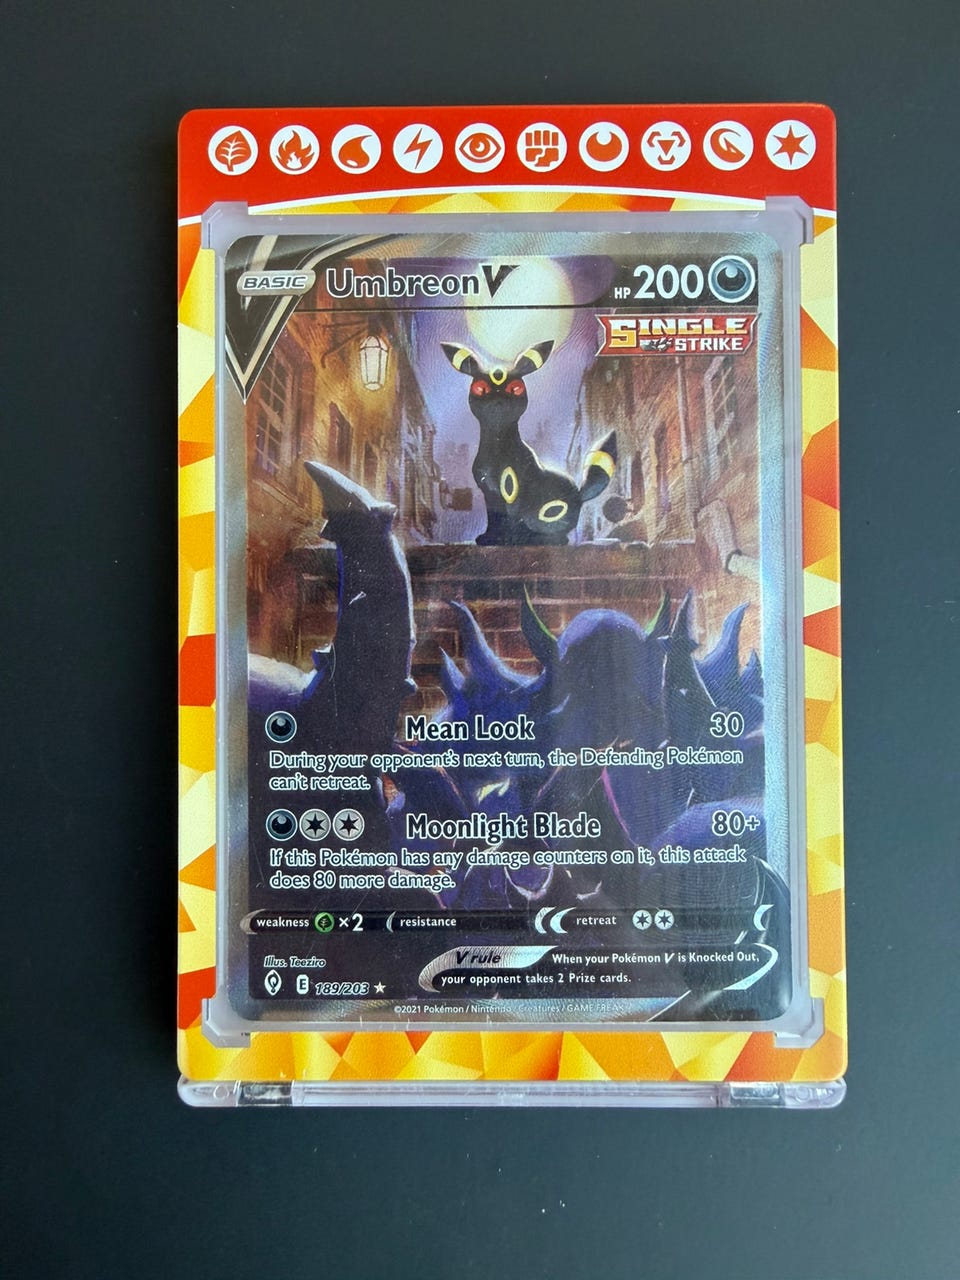 BASIC Umbreon V HP 200
SINGLE
STRIKE
Mean Look 30
During your opponent's next turn, the Defending Pokémon
can't retreat.
Moonlight Blade 80+
If this Pokémon has any damage counters on it, this attack
does 80 more damage.
weakness ×2 resistance retreat
V rule When your Pokémon V is Knocked Out,
your opponent takes 2 Prize cards.
Illus. Teeziro
E 189/203
©2021 Pokémon / Nintendo / Creatures / GAME FREAK